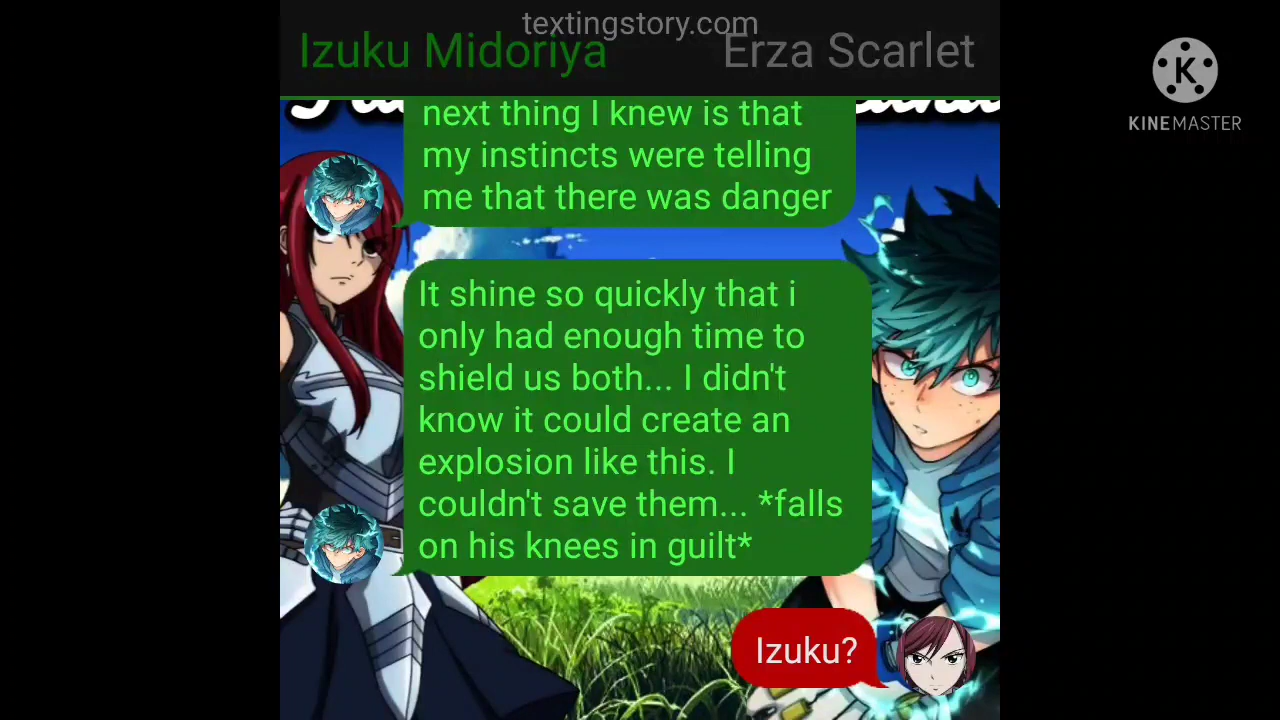 textingstory.com
Izuku Midoriya
Erza Scarlet
K
KINEMASTER
next thing I knew is that
my instincts were telling
me that there was danger
It shine so quickly that i
only had enough time to
shield us both... I didn't
know it could create an
explosion like this. I
couldn't save them... *falls
on his knees in guilt*
Izuku?